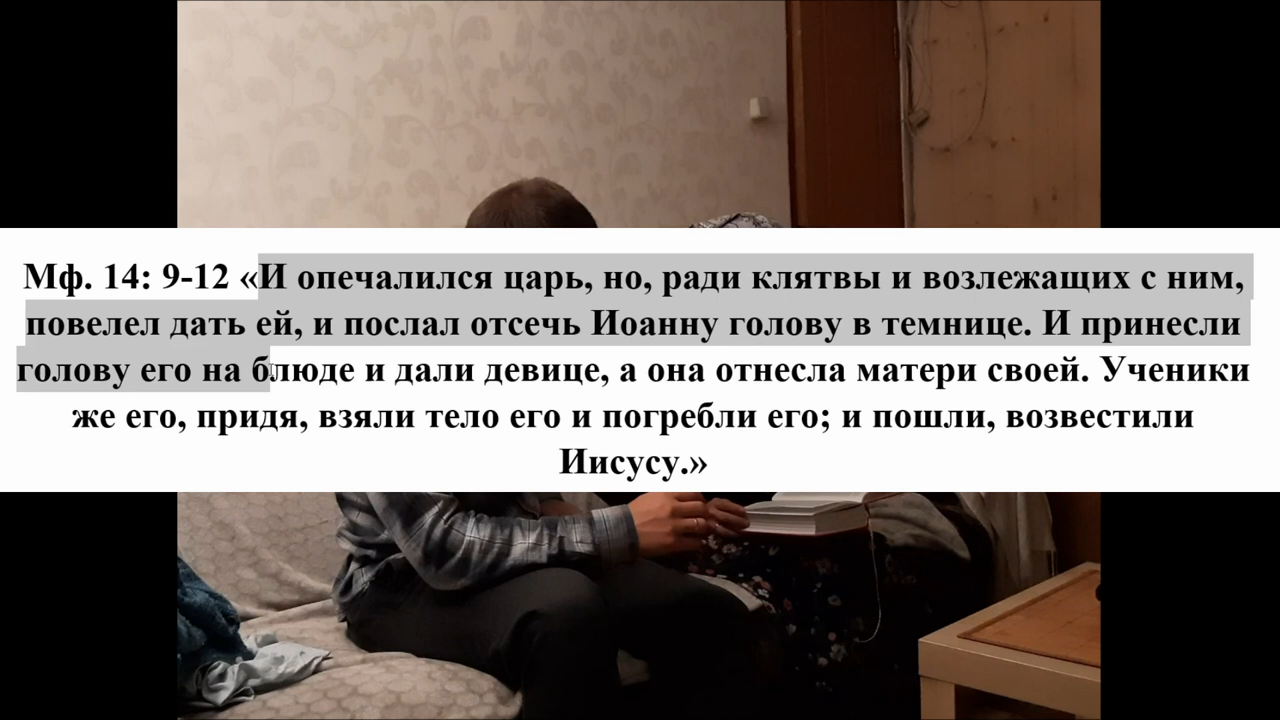 Мф. 14: 9-12 «И опечалился царь, но, ради клятвы и возлежащих с ним,
повелел дать ей, и послал отсечь Иоанну голову в темнице. И принесли
голову его на блюде и дали девице, а она отнесла матери своей. Ученики
же его, придя, взяли тело его и погребли его; и пошли, возвестили
Иисусу.»